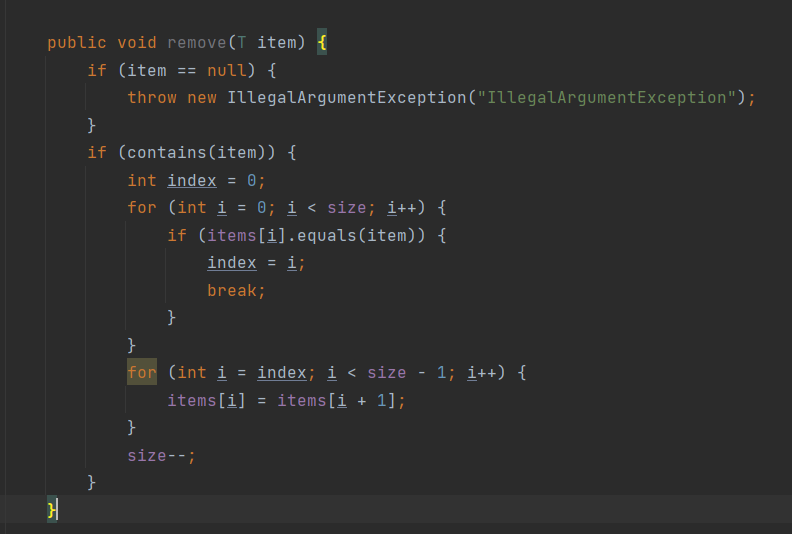 public void remove(T item) {
    if (item == null) {
        throw new IllegalArgumentException("IllegalArgumentException");
    }
    if (contains(item)) {
        int index = 0;
        for (int i = 0; i < size; i++) {
            if (items[i].equals(item)) {
                index = i;
                break;
            }
        }
        for (int i = index; i < size - 1; i++) {
            items[i] = items[i + 1];
        }
        size--;
    }
}